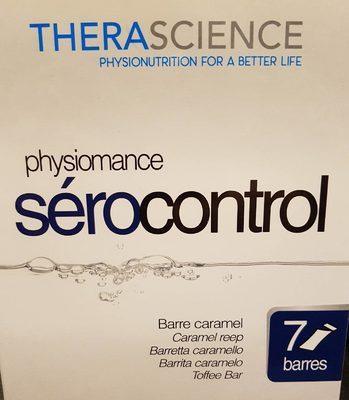 THERASCIENCE
PHYSIONUTRITION FOR A BETTER LIFE
physiomance
sérocontrol
Barre caramel
Caramel reep
Barretta caramello
Barrita caramelo
Toffee Bar
7
barres